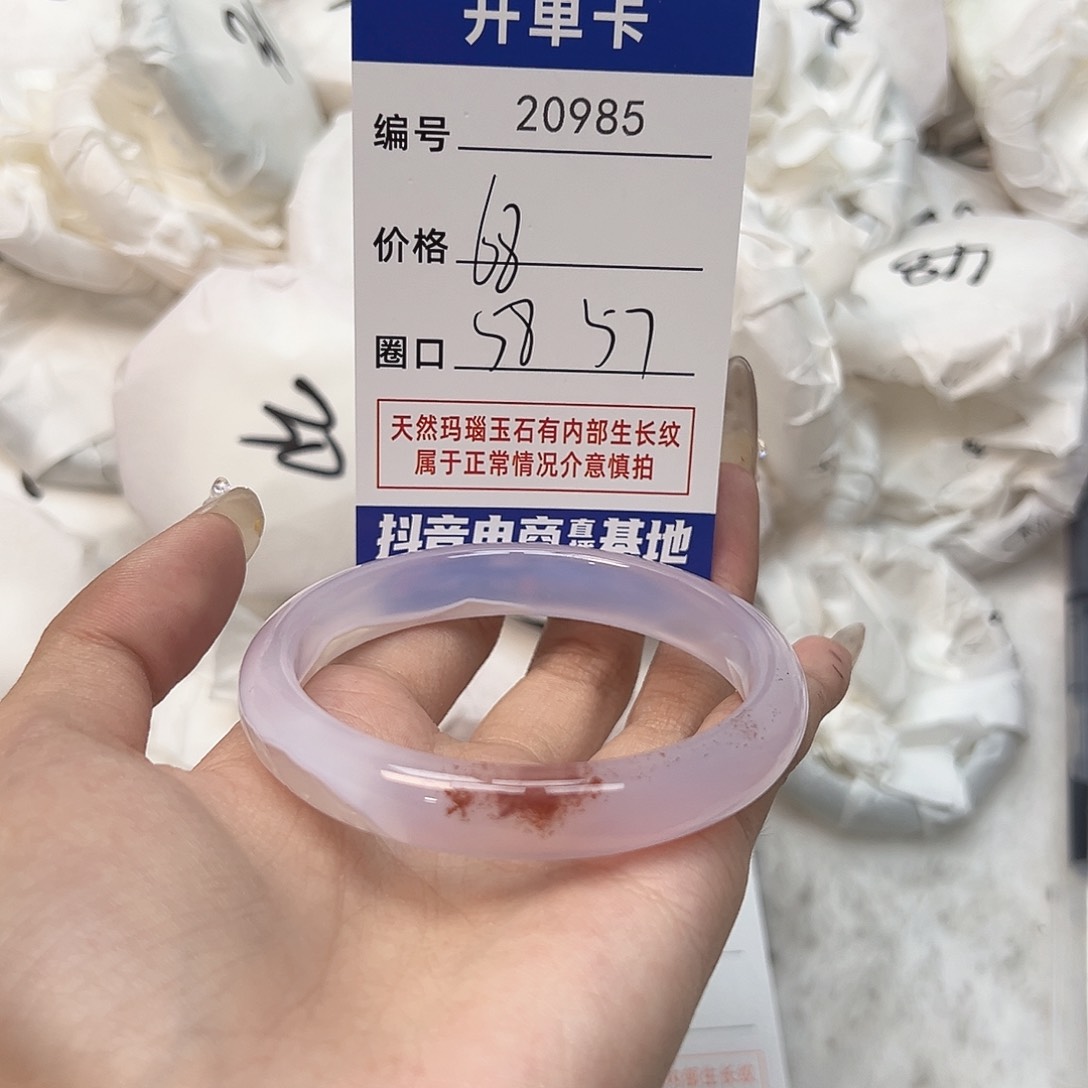 开单卡
编号 20985
价格 68
圈口 58 57
天然玛瑙玉石有内部生长纹
属于正常情况介意慎拍
抖音电商直播基地